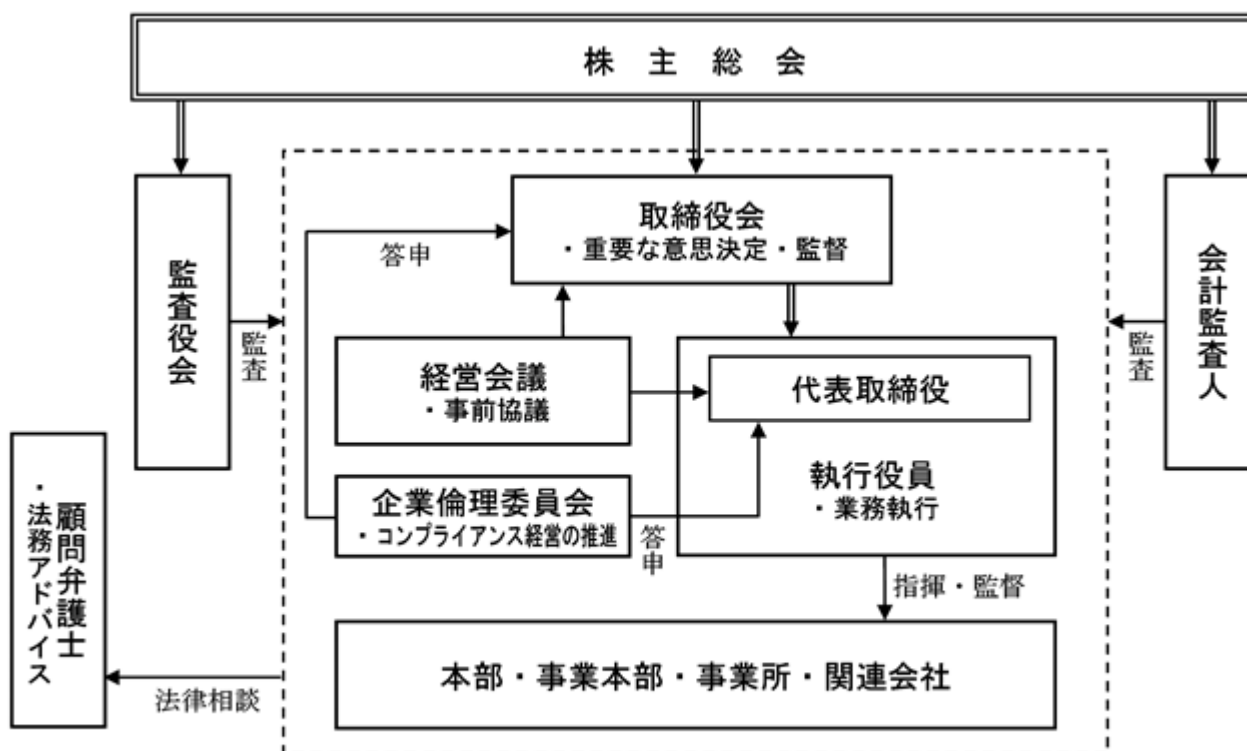 株主総会
取締役会
・重要な意思決定・監督
答申
監査役会
監査
会計監査人
監査
経営会議
・事前協議
代表取締役
執行役員
・業務執行
企業倫理委員会
・コンプライアンス経営の推進
答申
顧問弁護士
・法務アドバイス
指揮・監督
本部・事業本部・事業所・関連会社
法律相談